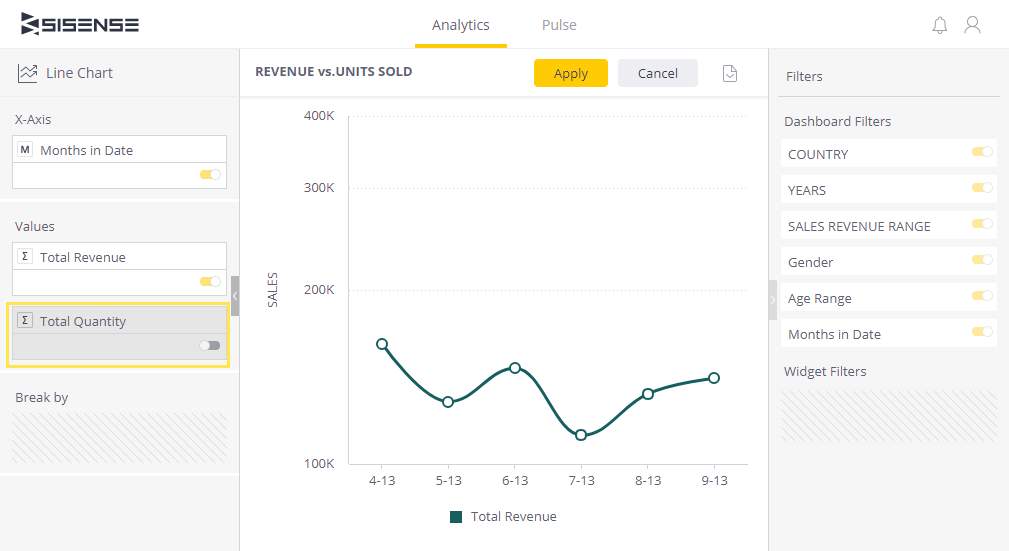 SISENSE
Analytics
Pulse
Line Chart
X-Axis
M Months in Date
Values
Σ Total Revenue
Σ Total Quantity
Break by
REVENUE vs.UNITS SOLD
Apply
Cancel
400K
300K
200K
100K
SALES
4-13 5-13 6-13 7-13 8-13 9-13
Total Revenue
Filters
Dashboard Filters
COUNTRY
YEARS
SALES REVENUE RANGE
Gender
Age Range
Months in Date
Widget Filters